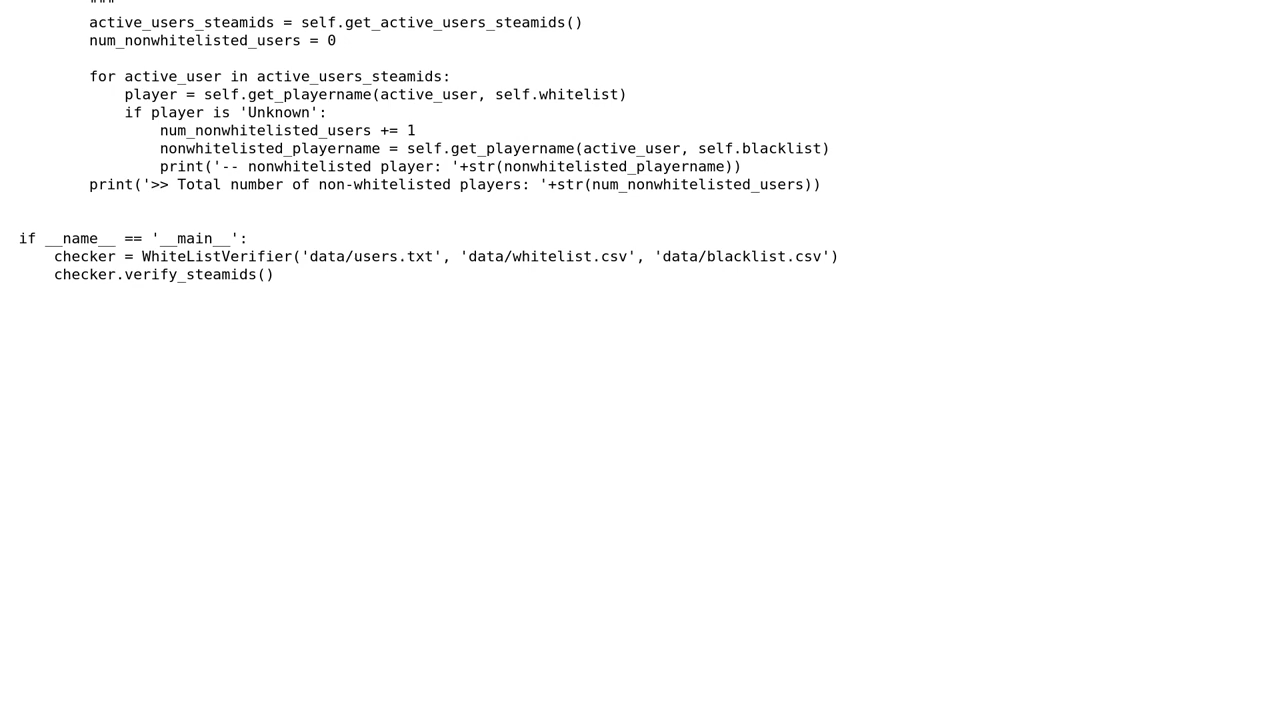 """
active_users_steamids = self.get_active_users_steamids()
num_nonwhitelisted_users = 0
for active_user in active_users_steamids:
player = self.get_playername(active_user, self.whitelist)
if player is 'Unknown':
num_nonwhitelisted_users += 1
nonwhitelisted_playername = self.get_playername(active_user, self.blacklist)
print('-- nonwhitelisted player: '+str(nonwhitelisted_playername))
print('>> Total number of non-whitelisted players: '+str(num_nonwhitelisted_users))
if __name__ == '__main__':
checker = WhiteListVerifier('data/users.txt', 'data/whitelist.csv', 'data/blacklist.csv')
checker.verify_steamids()